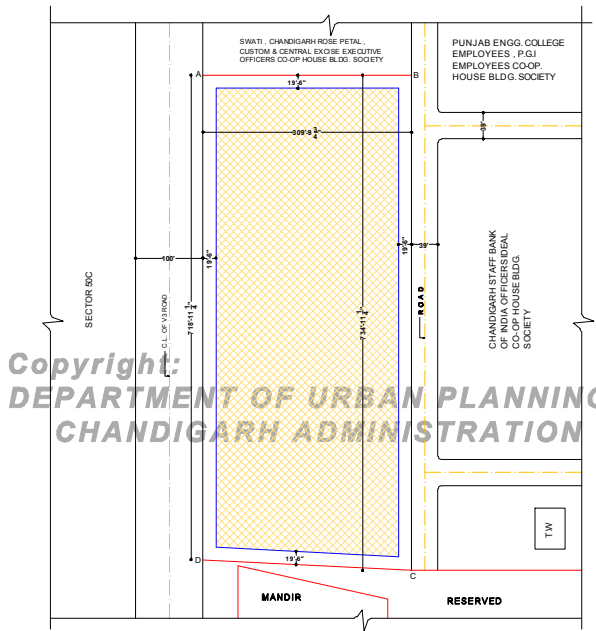 SWATI , CHANDIGARH ROSE PETAL ,
CUSTOM & CENTRAL EXCISE EXECUTIVE
OFFICERS CO-OP HOUSE BLDG. SOCIETY
PUNJAB ENGG. COLLEGE
EMPLOYEES , P.G.I
EMPLOYEES CO-OP.
HOUSE BLDG. SOCIETY
A
B
19'-6"
309'-9 3/4"
39'
SECTOR 50C
100'
19'-6"
19'-6"
39'
C.L. OF V3 ROAD
718'-11 1/4"
734'-11 1/4"
ROAD
CHANDIGARH STAFF BANK
OF INDIA OFFICERS IDEAL
CO-OP HOUSE BLDG.
SOCIETY
Copyright:
DEPARTMENT OF URBAN PLANNING
CHANDIGARH ADMINISTRATION
T.W
D
19'-6"
C
MANDIR
RESERVED